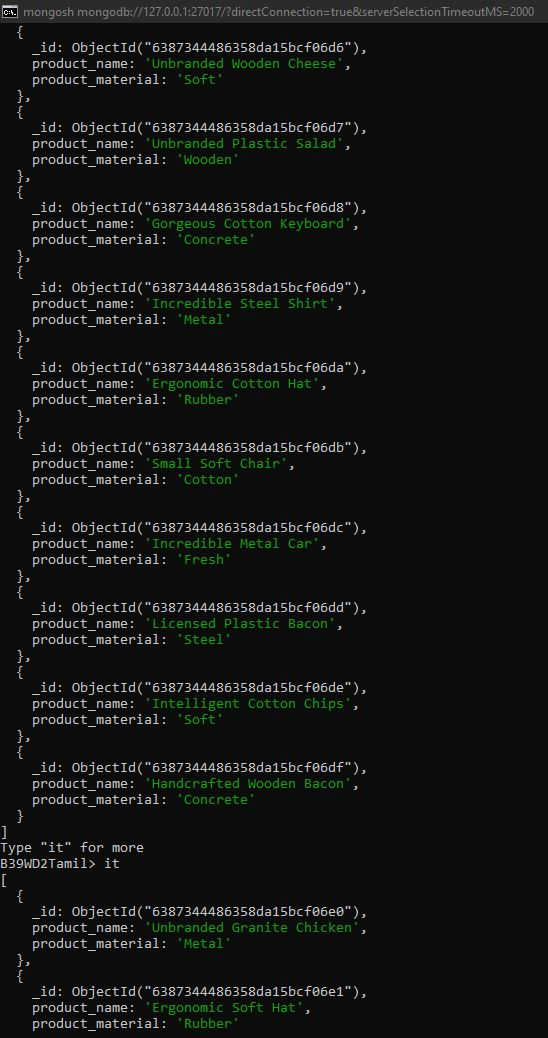 mongosh mongodb://127.0.0.1:27017/?directConnection=true&serverSelectionTimeoutMS=2000
{
_id: ObjectId("6387344486358da15bcf06d6"),
product_name: 'Unbranded Wooden Cheese',
product_material: 'Soft'
},
{
_id: ObjectId("6387344486358da15bcf06d7"),
product_name: 'Unbranded Plastic Salad',
product_material: 'Wooden'
},
{
_id: ObjectId("6387344486358da15bcf06d8"),
product_name: 'Gorgeous Cotton Keyboard',
product_material: 'Concrete'
},
{
_id: ObjectId("6387344486358da15bcf06d9"),
product_name: 'Incredible Steel Shirt',
product_material: 'Metal'
},
{
_id: ObjectId("6387344486358da15bcf06da"),
product_name: 'Ergonomic Cotton Hat',
product_material: 'Rubber'
},
{
_id: ObjectId("6387344486358da15bcf06db"),
product_name: 'Small Soft Chair',
product_material: 'Cotton'
},
{
_id: ObjectId("6387344486358da15bcf06dc"),
product_name: 'Incredible Metal Car',
product_material: 'Fresh'
},
{
_id: ObjectId("6387344486358da15bcf06dd"),
product_name: 'Licensed Plastic Bacon',
product_material: 'Steel'
},
{
_id: ObjectId("6387344486358da15bcf06de"),
product_name: 'Intelligent Cotton Chips',
product_material: 'Soft'
},
{
_id: ObjectId("6387344486358da15bcf06df"),
product_name: 'Handcrafted Wooden Bacon',
product_material: 'Concrete'
}
]
Type "it" for more
B39WD2Tamil> it
[
{
_id: ObjectId("6387344486358da15bcf06e0"),
product_name: 'Unbranded Granite Chicken',
product_material: 'Metal'
},
{
_id: ObjectId("6387344486358da15bcf06e1"),
product_name: 'Ergonomic Soft Hat',
product_material: 'Rubber'